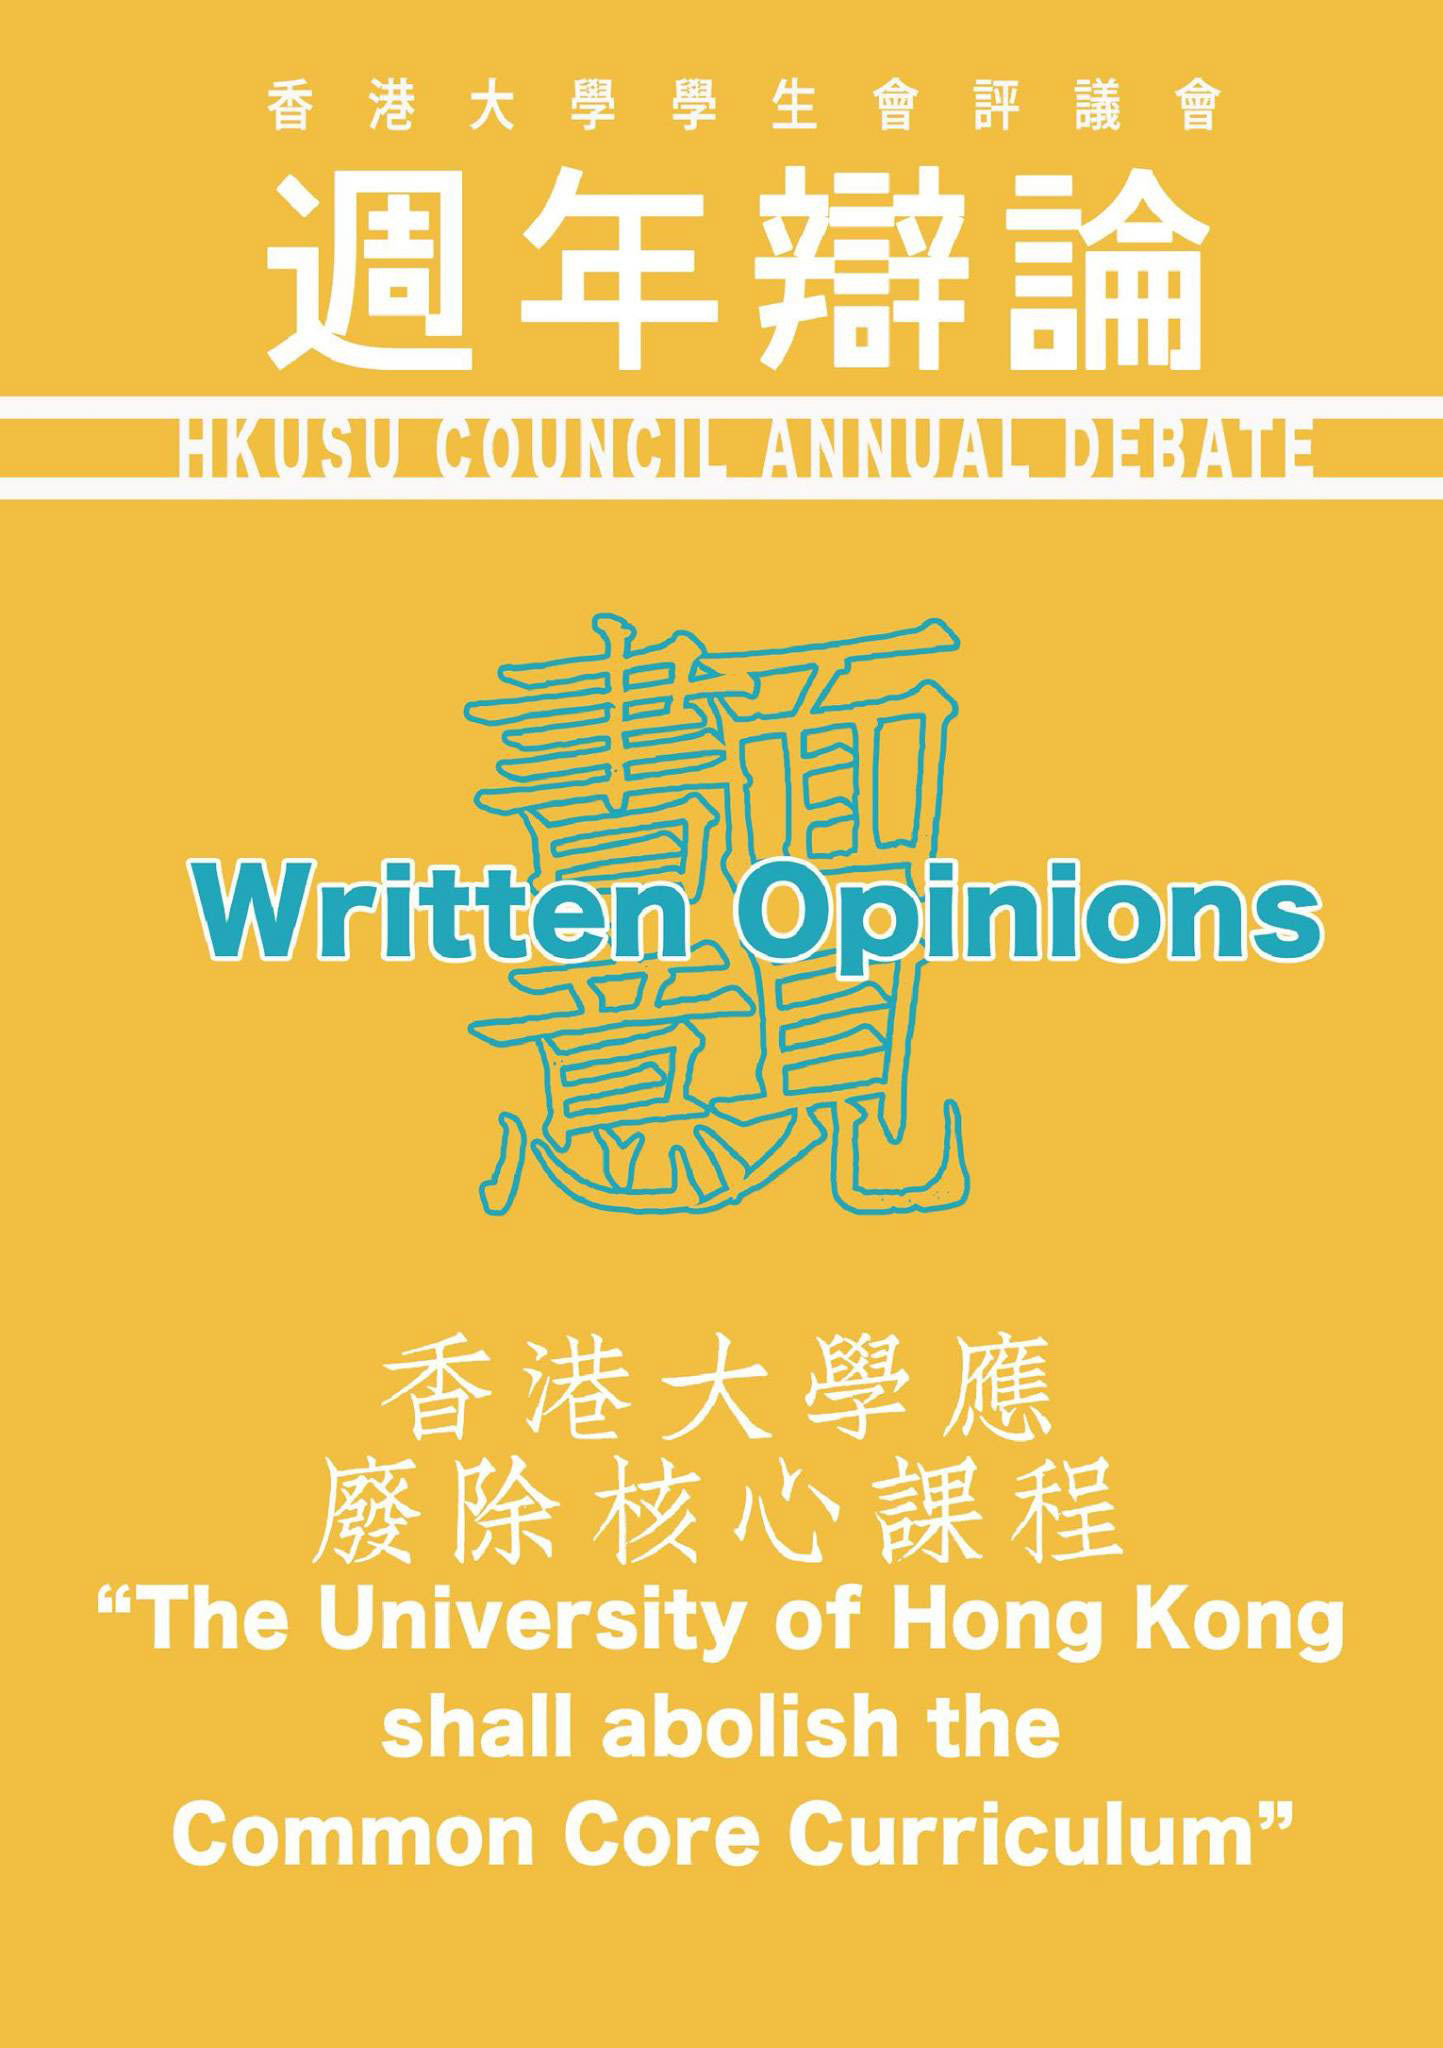 香港大學學生會評議會
週年辯論
HKUSU COUNCIL ANNUAL DEBATE
書面
意見
Written Opinions
香港大學應
廢除核心課程
“The University of Hong Kong
shall abolish the
Common Core Curriculum”